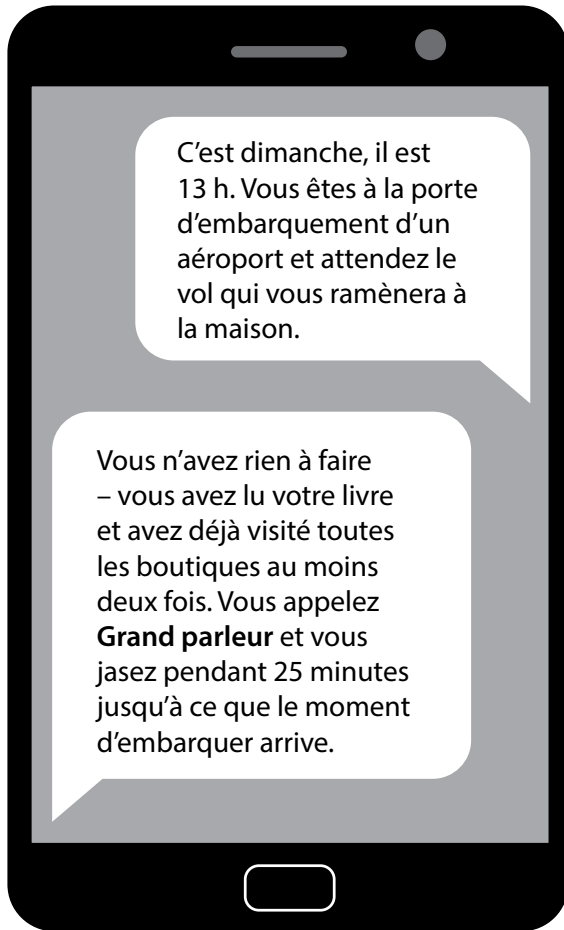 C’est dimanche, il est
13 h. Vous êtes à la porte
d’embarquement d’un
aéroport et attendez le
vol qui vous ramènera à
la maison.
Vous n’avez rien à faire
– vous avez lu votre livre
et avez déjà visité toutes
les boutiques au moins
deux fois. Vous appelez
Grand parleur et vous
jasez pendant 25 minutes
jusqu’à ce que le moment
d’embarquer arrive.